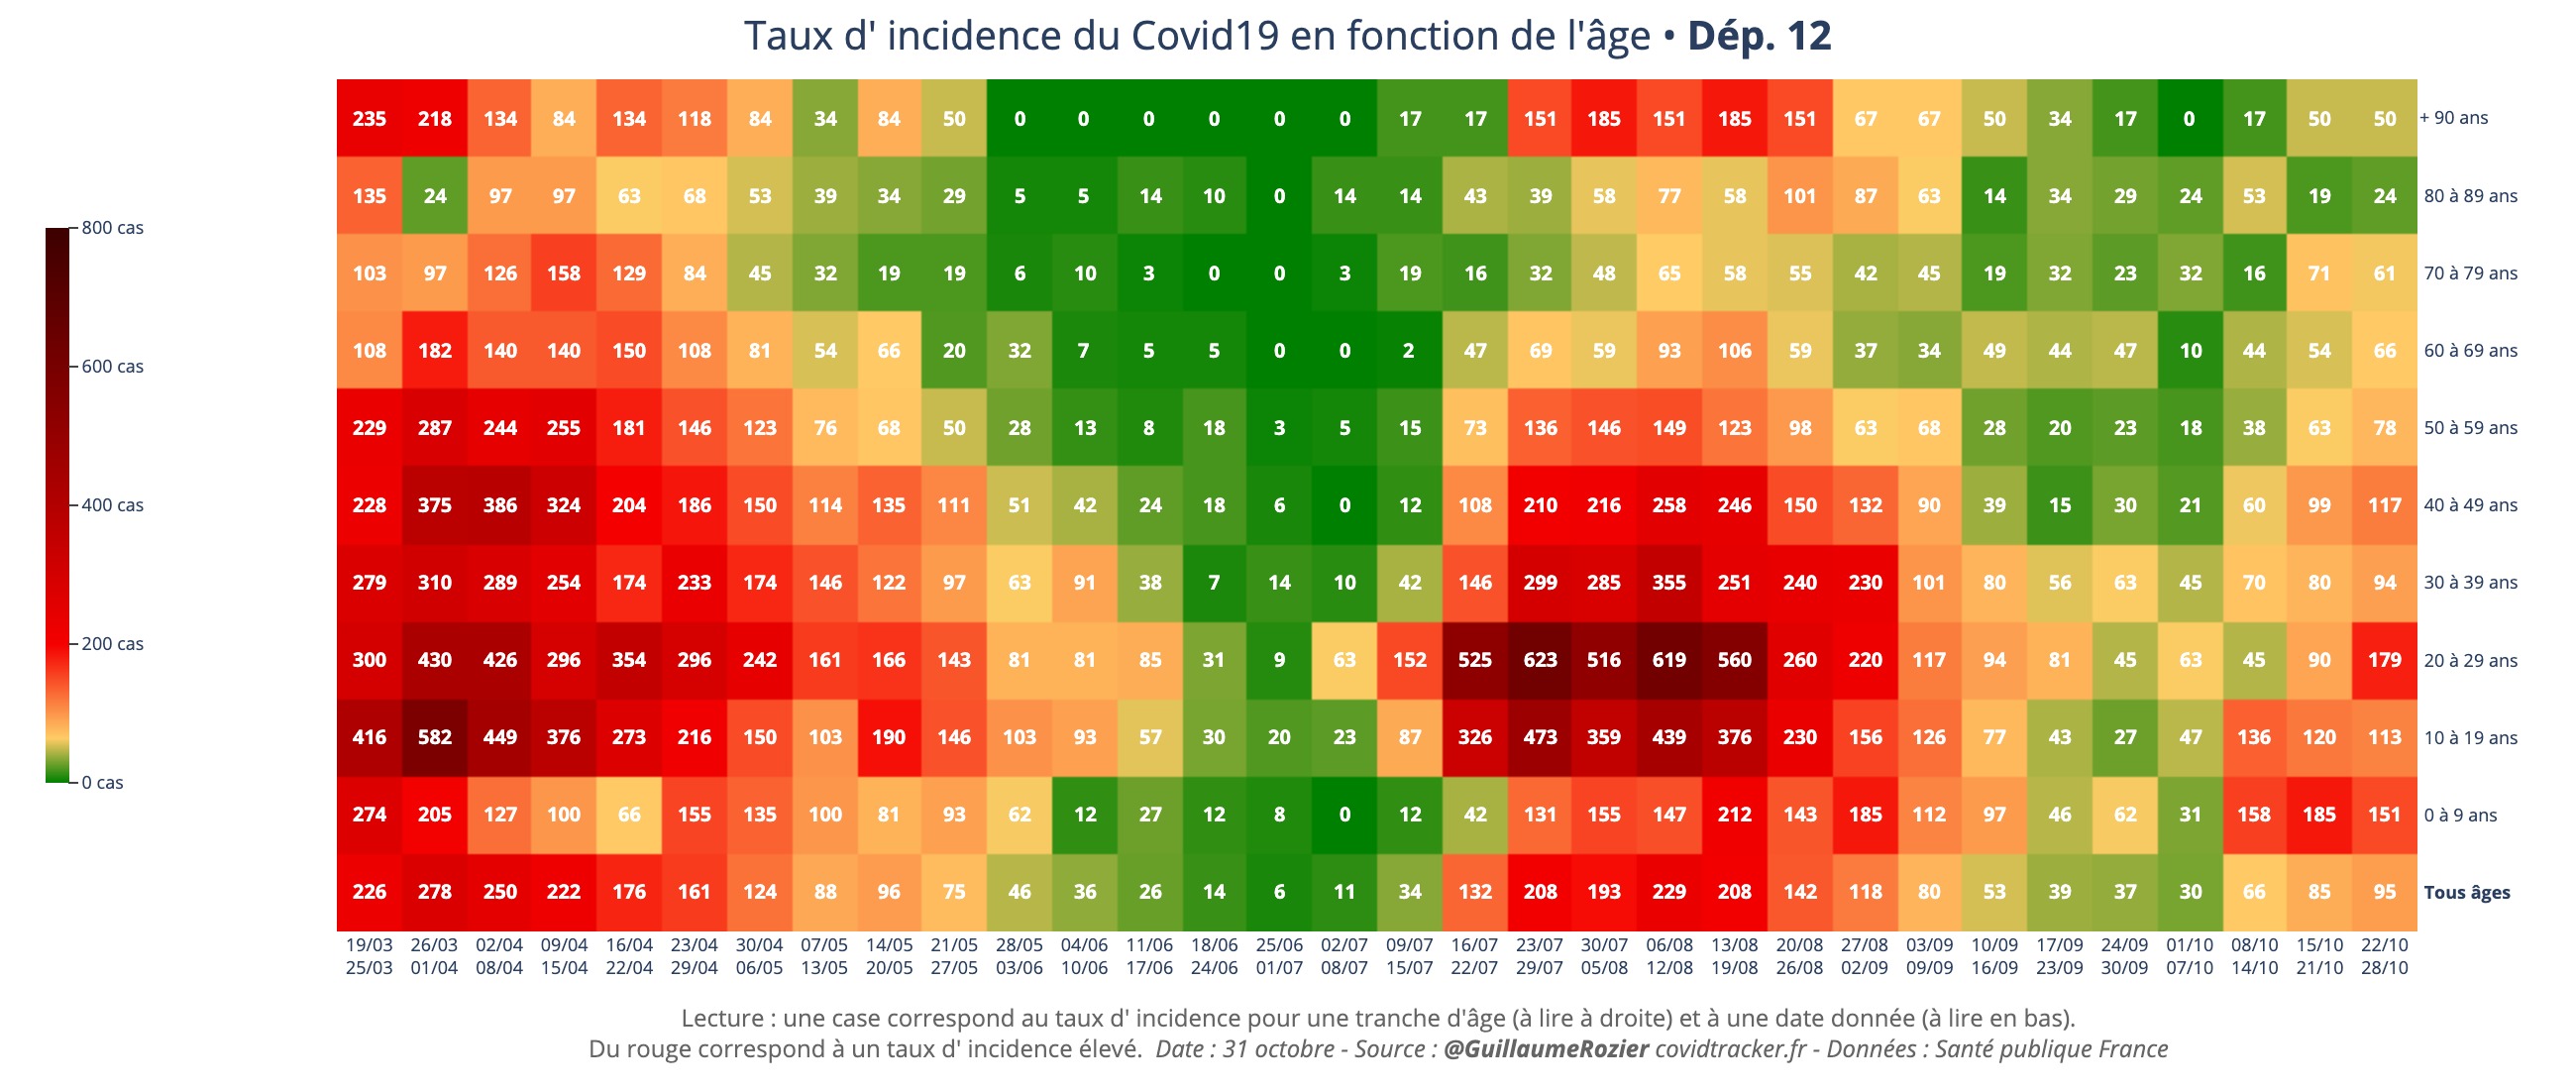 Taux d' incidence du Covid19 en fonction de l'âge • Dép. 12
800 cas
600 cas
400 cas
200 cas
0 cas
235 218 134 84 134 118 84 34 84 50 0 0 0 0 0 0 17 17 151 185 151 185 151 67 67 50 34 17 0 17 50 50 + 90 ans
135 24 97 97 63 68 53 39 34 29 5 5 14 10 0 14 14 43 39 58 77 58 101 87 63 14 34 29 24 53 19 24 80 à 89 ans
103 97 126 158 129 84 45 32 19 19 6 10 3 0 0 3 19 16 32 48 65 58 55 42 45 19 32 23 32 16 71 61 70 à 79 ans
108 182 140 140 150 108 81 54 66 20 32 7 5 5 0 0 2 47 69 59 93 106 59 37 34 49 44 47 10 44 54 66 60 à 69 ans
229 287 244 255 181 146 123 76 68 50 28 13 8 18 3 5 15 73 136 146 149 123 98 63 68 28 20 23 18 38 63 78 50 à 59 ans
228 375 386 324 204 186 150 114 135 111 51 42 24 18 6 0 12 108 210 216 258 246 150 132 90 39 15 30 21 60 99 117 40 à 49 ans
279 310 289 254 174 233 174 146 122 97 63 91 38 7 14 10 42 146 299 285 355 251 240 230 101 80 56 63 45 70 80 94 30 à 39 ans
300 430 426 296 354 296 242 161 166 143 81 81 85 31 9 63 152 525 623 516 619 560 260 220 117 94 81 45 63 45 90 179 20 à 29 ans
416 582 449 376 273 216 150 103 190 146 103 93 57 30 20 23 87 326 473 359 439 376 230 156 126 77 43 27 47 136 120 113 10 à 19 ans
274 205 127 100 66 155 135 100 81 93 62 12 27 12 8 0 12 42 131 155 147 212 143 185 112 97 46 62 31 158 185 151 0 à 9 ans
226 278 250 222 176 161 124 88 96 75 46 36 26 14 6 11 34 132 208 193 229 208 142 118 80 53 39 37 30 66 85 95 Tous âges
19/03 26/03 02/04 09/04 16/04 23/04 30/04 07/05 14/05 21/05 28/05 04/06 11/06 18/06 25/06 02/07 09/07 16/07 23/07 30/07 06/08 13/08 20/08 27/08 03/09 10/09 17/09 24/09 01/10 08/10 15/10 22/10
25/03 01/04 08/04 15/04 22/04 29/04 06/05 13/05 20/05 27/05 03/06 10/06 17/06 24/06 01/07 08/07 15/07 22/07 29/07 05/08 12/08 19/08 26/08 02/09 09/09 16/09 23/09 30/09 07/10 14/10 21/10 28/10
Lecture : une case correspond au taux d' incidence pour une tranche d'âge (à lire à droite) et à une date donnée (à lire en bas).
Du rouge correspond à un taux d' incidence élevé. Date : 31 octobre - Source : @GuillaumeRozier covidtracker.fr - Données : Santé publique France